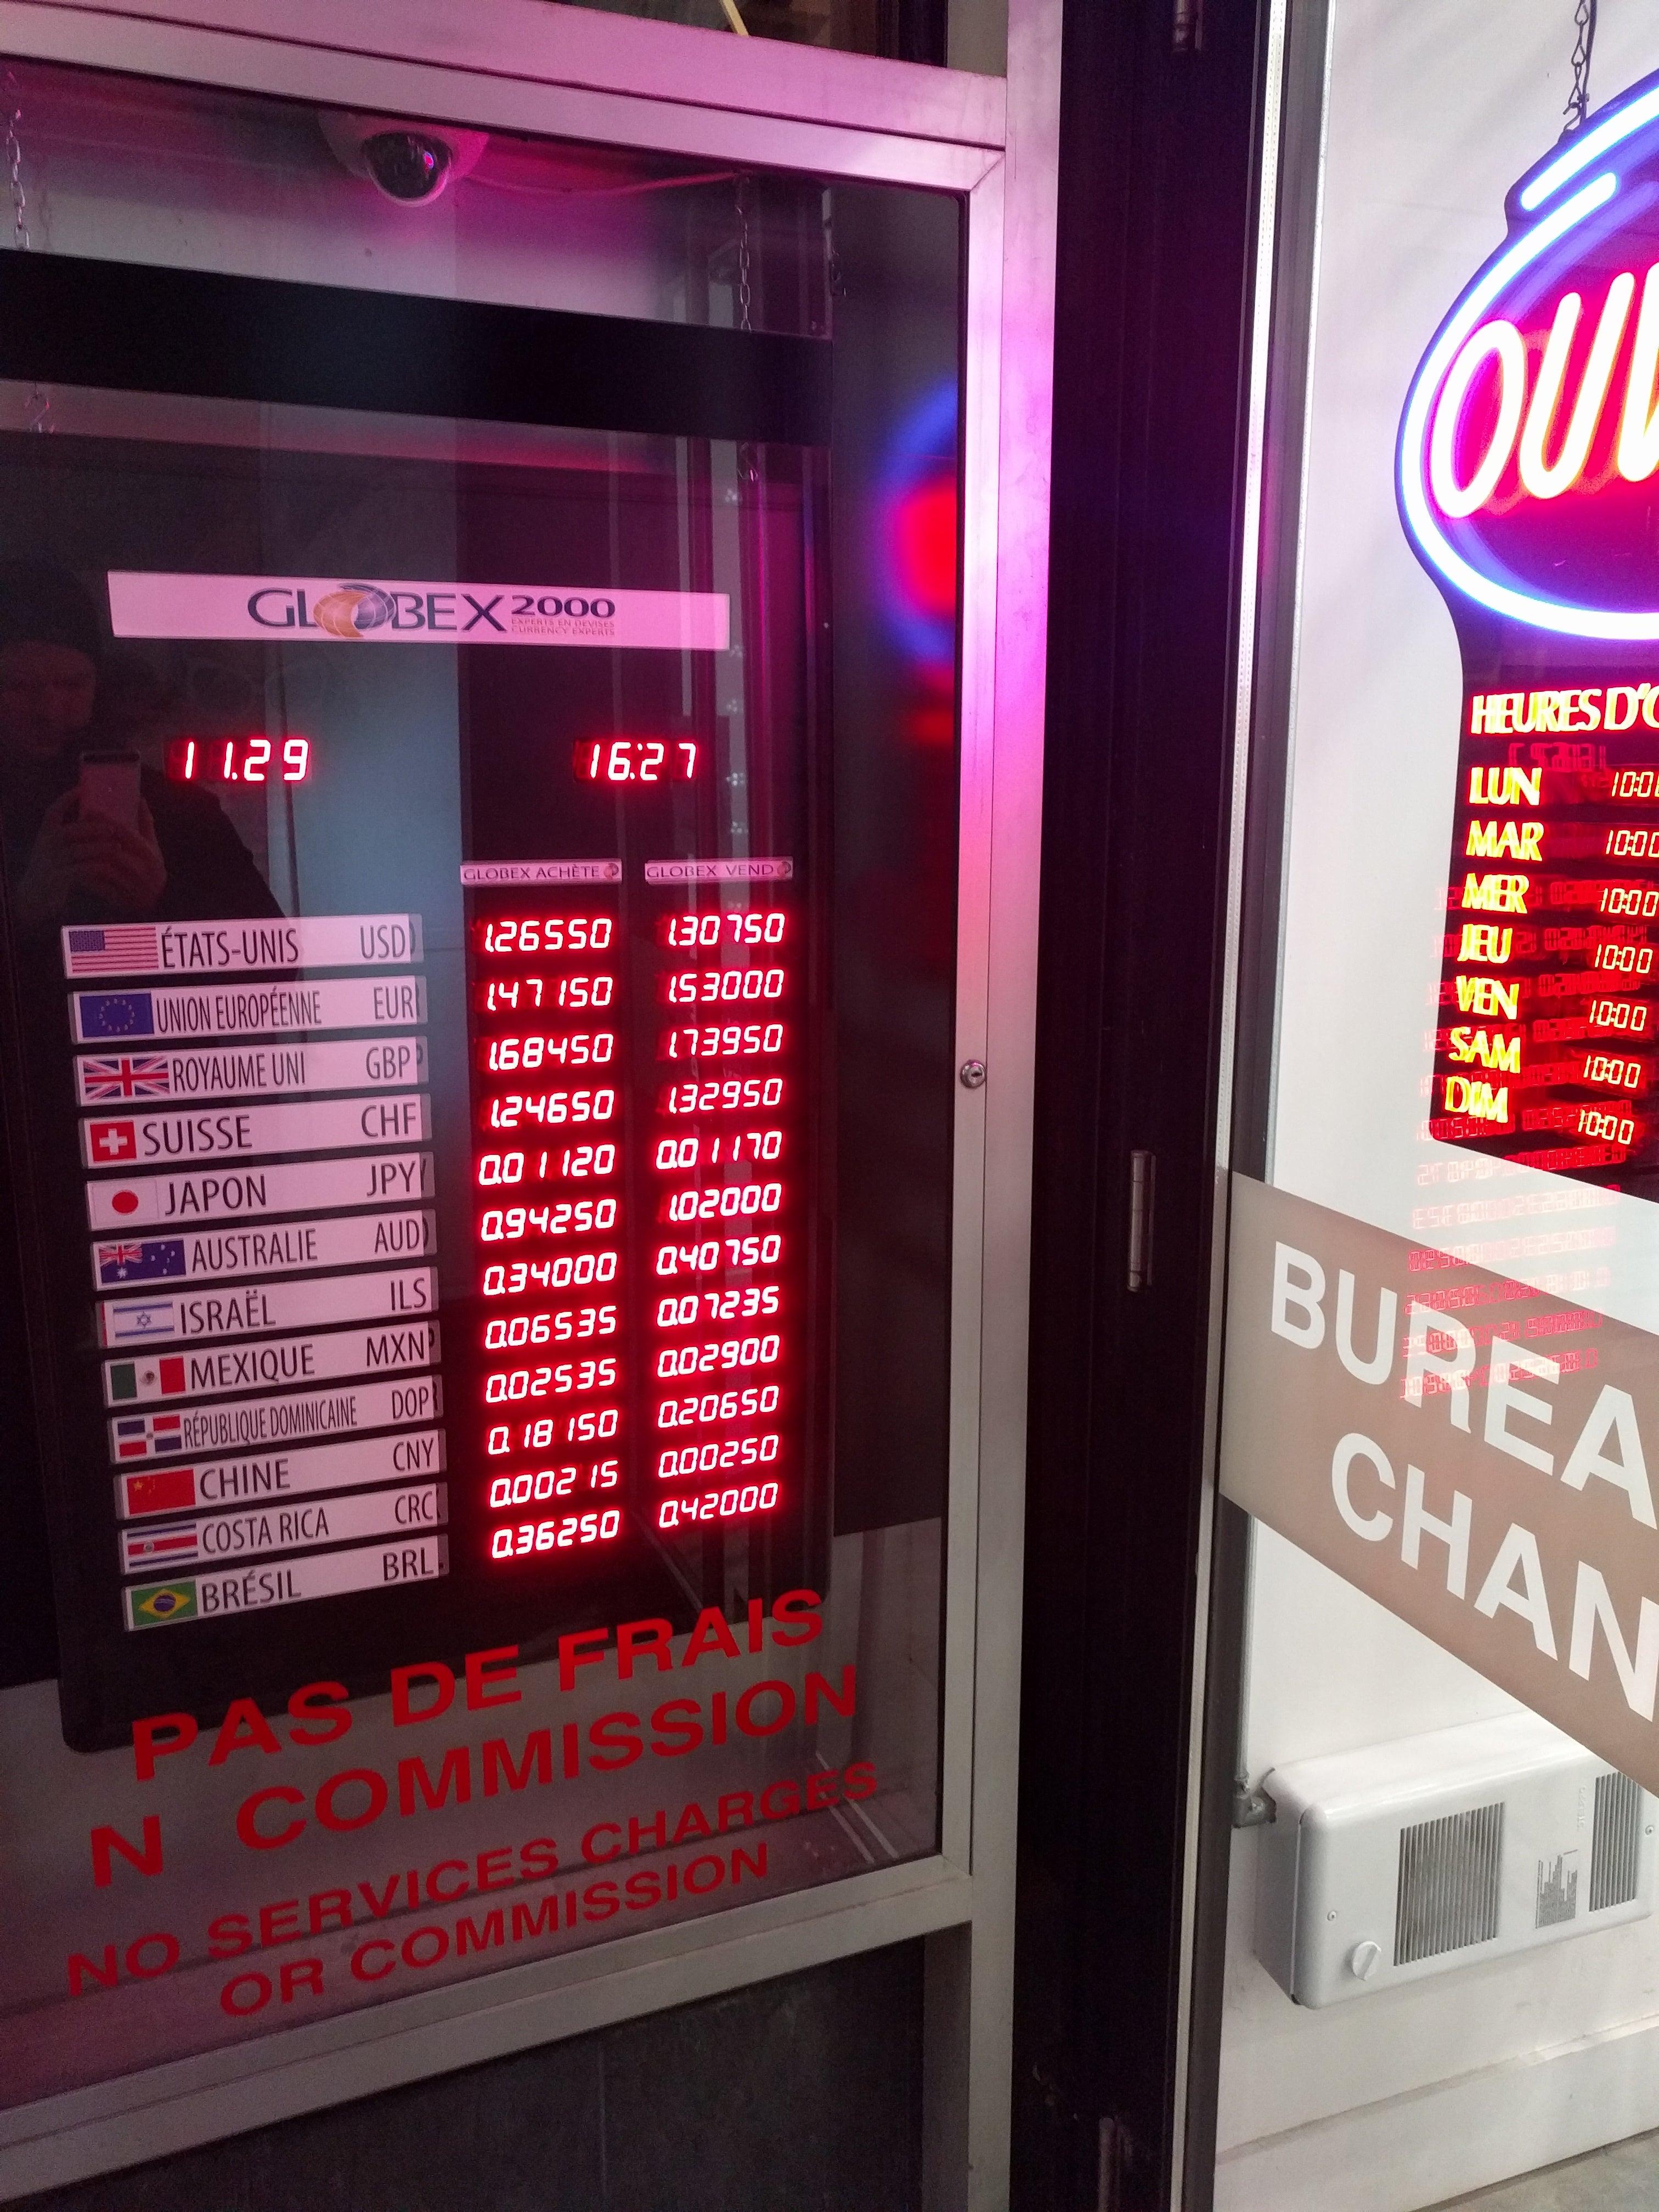 GLOBEX 2000
EXPERTS EN DEVISES
CURRENCY EXPERTS
11.29 16:27
GLOBEX ACHÈTE GLOBEX VEND
ÉTATS-UNIS USD 1.26550 1.30750
UNION EUROPÉENNE EUR 1.47150 1.53000
ROYAUME UNI GBP 1.68450 1.73950
SUISSE CHF 1.24650 1.32950
JAPON JPY 0.01120 0.01170
AUSTRALIE AUD 0.94250 1.02000
ISRAËL ILS 0.34000 0.40750
MEXIQUE MXN 0.06535 0.07235
RÉPUBLIQUE DOMINICAINE DOP 0.02535 0.02900
CHINE CNY 0.18150 0.20650
COSTA RICA CRC 0.00215 0.00250
BRÉSIL BRL 0.36250 0.42000
PAS DE FRAIS
N COMMISSION
NO SERVICES CHARGES
OR COMMISSION
OUV
HEURES D'O
LUN 10:00
MAR 10:00
MER 10:00
JEU 10:00
VEN 10:00
SAM 10:00
DIM 10:00
BUREA
CHAN